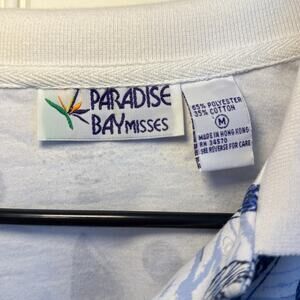 PARADISE
BAY MISSES
65% POLYESTER
35% COTTON
M
MADE IN HONG KONG
RN 34570
SEE REVERSE FOR CARE